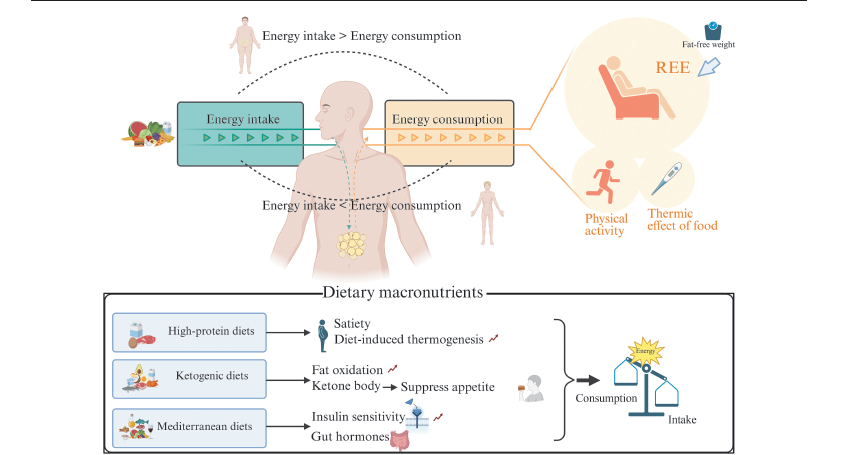 Energy intake > Energy consumption
Fat-free weight
REE
Energy intake
Energy consumption
Energy intake < Energy consumption
Physical
activity
Thermic
effect of food
Dietary macronutrients
High-protein diets
Satiety
Diet-induced thermogenesis
Ketogenic diets
Fat oxidation
Ketone body
Suppress appetite
Mediterranean diets
Insulin sensitivity
Gut hormones
Energy
Consumption
Intake